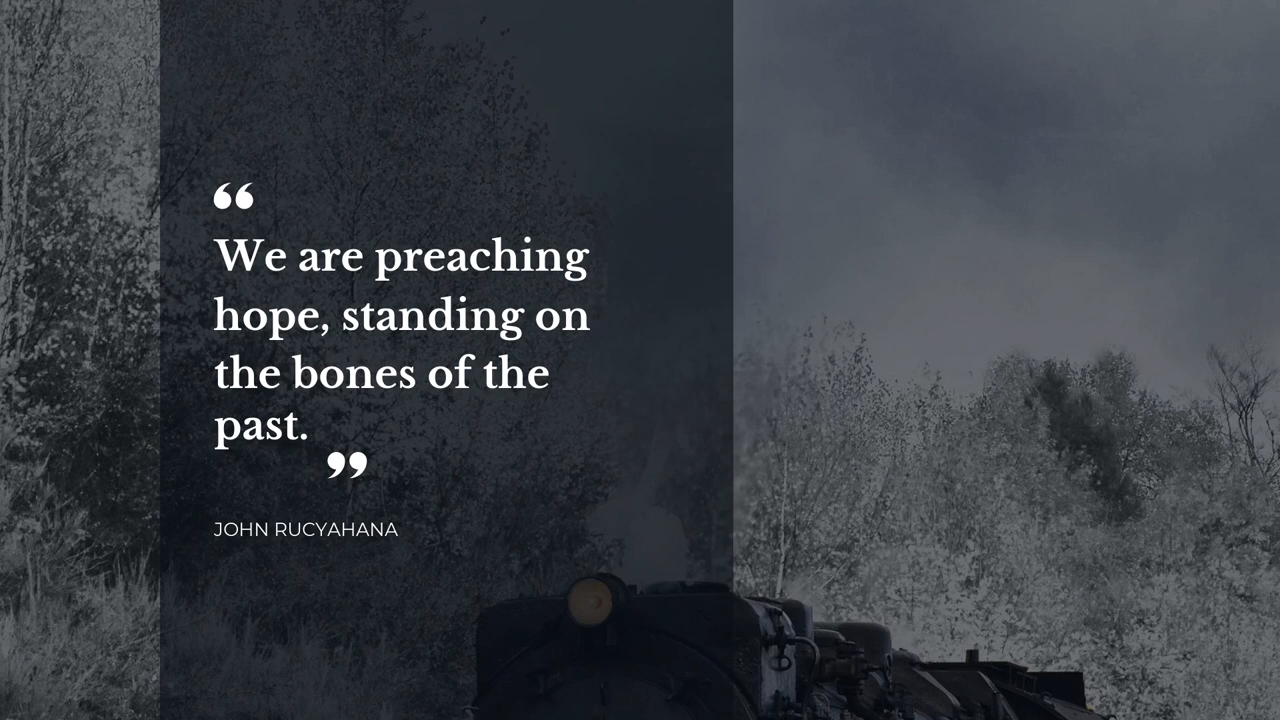 “
We are preaching
hope, standing on
the bones of the
past.
”
JOHN RUCYAHANA